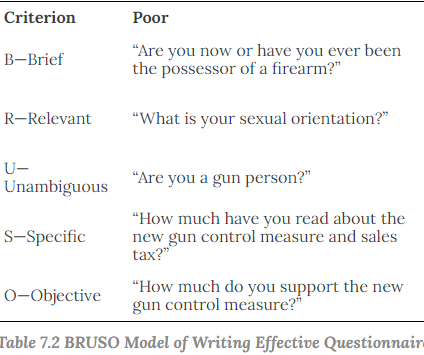 Criterion Poor
B—Brief “Are you now or have you ever been
the possessor of a firearm?”
R—Relevant “What is your sexual orientation?”
U—
Unambiguous “Are you a gun person?”
S—Specific “How much have you read about the
new gun control measure and sales
tax?”
O—Objective “How much do you support the new
gun control measure?”
Table 7.2 BRUSO Model of Writing Effective Questionnair